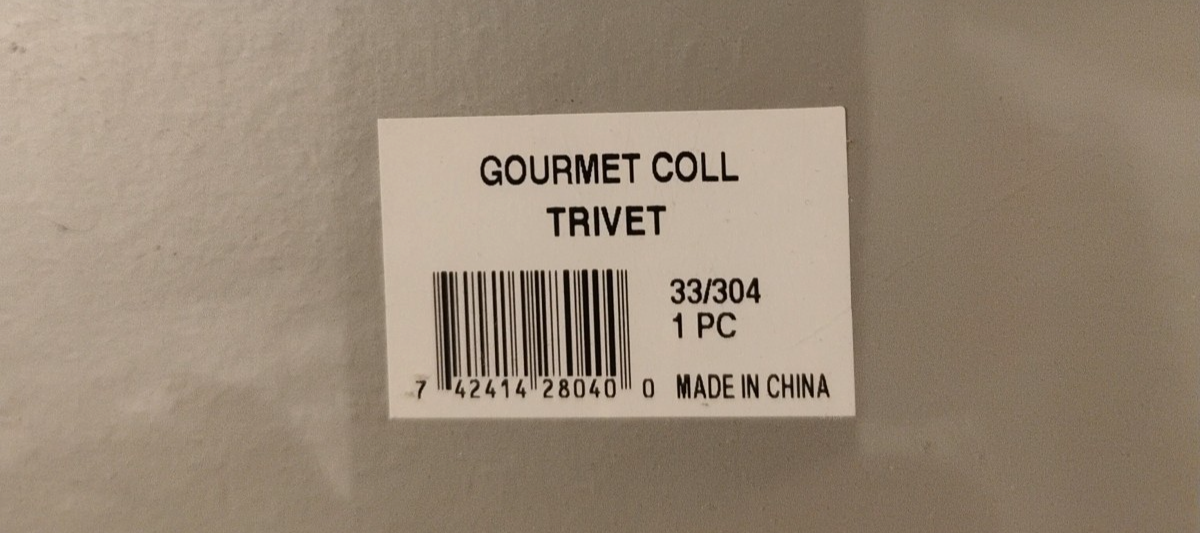 GOURMET COLL
TRIVET
33/304
1 PC
7 42414 28040 0
MADE IN CHINA